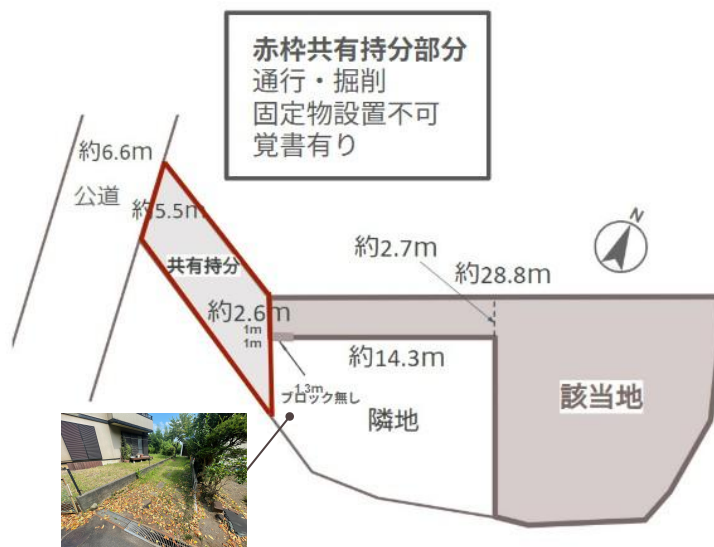 赤枠共有持分部分
通行・掘削
固定物設置不可
覚書有り
約6.6m
公道
約5.5m
共有持分
N
約2.7m
約28.8m
約2.6m
1m
1m
約14.3m
1.3m
ブロック無し
隣地
該当地